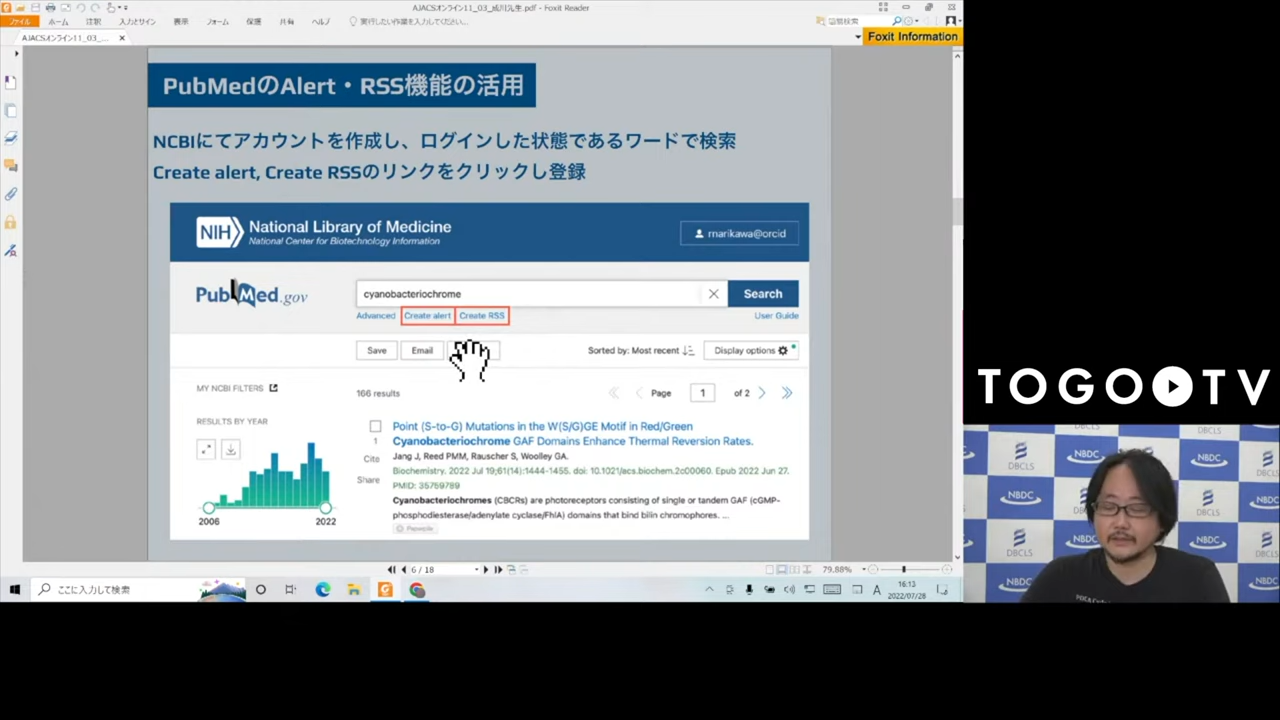 AJACSオンライン11_03_成川先生.pdf - Foxit Reader
ファイル ホーム 注釈 入力とサイン 表示 フォーム 保護 共有 ヘルプ 実行したい作業を入力してください...
AJACSオンライン11_03_...
Foxit Information
PubMedのAlert・RSS機能の活用
NCBIにてアカウントを作成し、ログインした状態であるワードで検索
Create alert, Create RSSのリンクをクリックし登録
NIH National Library of Medicine
National Center for Biotechnology Information
rnarikawa@orcid
PubMed.gov
cyanobacteriochrome
Search
Advanced Create alert Create RSS User Guide
Save Email
Sorted by: Most recent Display options
MY NCBI FILTERS
166 results
Page 1 of 2
RESULTS BY YEAR
Point (S-to-G) Mutations in the W(S/G)GE Motif in Red/Green
1 Cyanobacteriochrome GAF Domains Enhance Thermal Reversion Rates.
Cite
Jang J, Reed PMM, Rauscher S, Woolley GA.
Biochemistry. 2022 Jul 19;61(14):1444-1455. doi: 10.1021/acs.biochem.2c00060. Epub 2022 Jun 27.
Share
PMID: 35759789
Cyanobacteriochromes (CBCRs) are photoreceptors consisting of single or tandem GAF (cGMP-
phosphodiesterase/adenylate cyclase/FhlA) domains that bind bilin chromophores. ...
2006 2022
6 / 18
79.88%
ここに入力して検索
A
16:13
2022/07/28
TOGO TV
DBCLS
NBDC
DBCLS
NBDC
NBDC
DBCLS
DBCLS
NBDC
DBCLS
NBDC